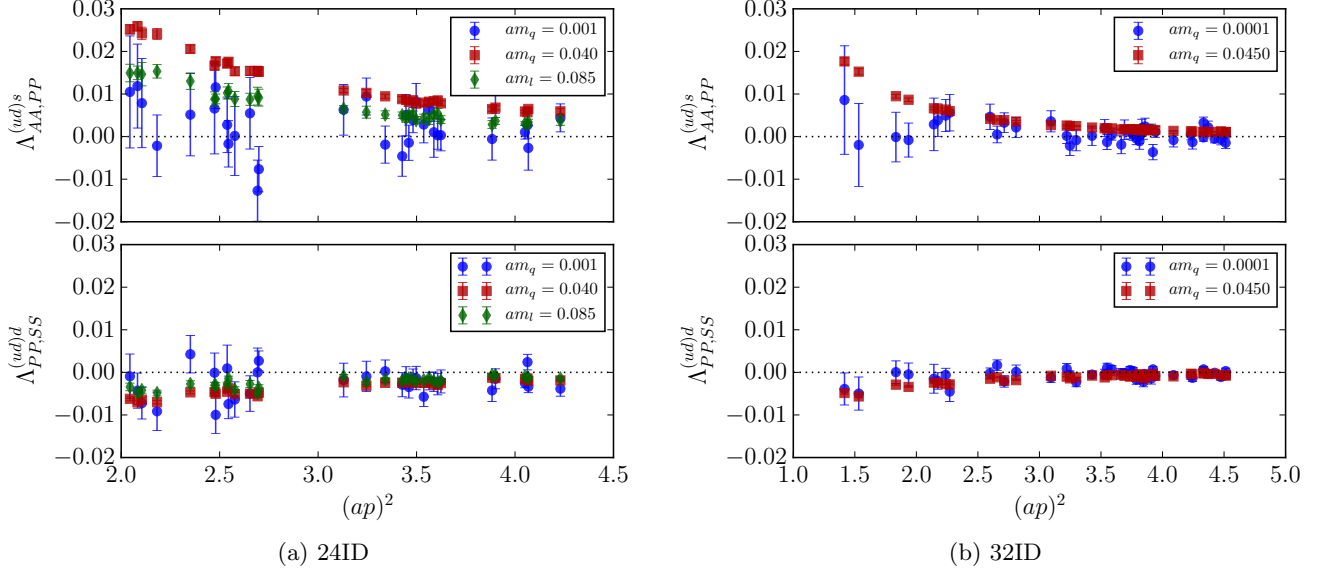 0.03
0.02
0.01
0.00
−0.01
−0.02
Λ^{(ud)s}_{AA,PP}
am_q = 0.001
am_q = 0.040
am_l = 0.085
0.03
0.02
0.01
0.00
−0.01
−0.02
Λ^{(ud)d}_{PP,SS}
am_q = 0.001
am_q = 0.040
am_l = 0.085
2.0 2.5 3.0 3.5 4.0 4.5
(ap)^2
(a) 24ID
0.03
0.02
0.01
0.00
−0.01
−0.02
Λ^{(ud)s}_{AA,PP}
am_q = 0.0001
am_q = 0.0450
0.03
0.02
0.01
0.00
−0.01
−0.02
Λ^{(ud)d}_{PP,SS}
am_q = 0.0001
am_q = 0.0450
1.0 1.5 2.0 2.5 3.0 3.5 4.0 4.5 5.0
(ap)^2
(b) 32ID